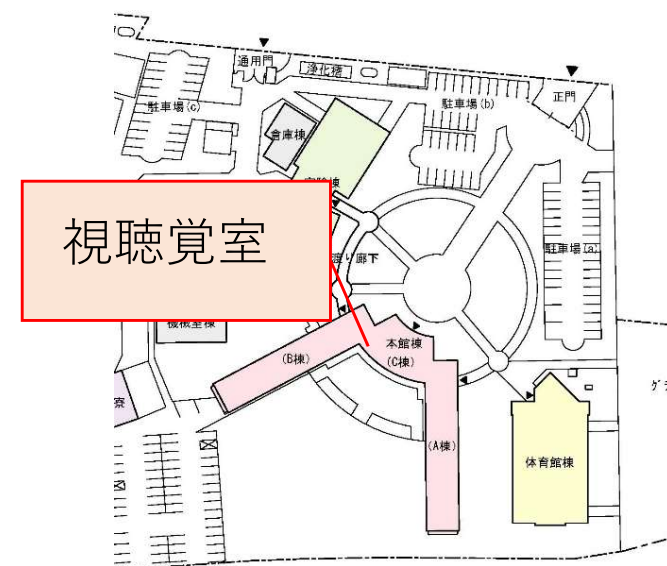 通用門
浄化槽
正門
駐車場(c)
駐車場(b)
倉庫棟
実験棟
視聴覚室
駐車場(a)
渡り廊下
機械室棟
本館棟
(C棟)
(B棟)
寮
(A棟)
体育館棟